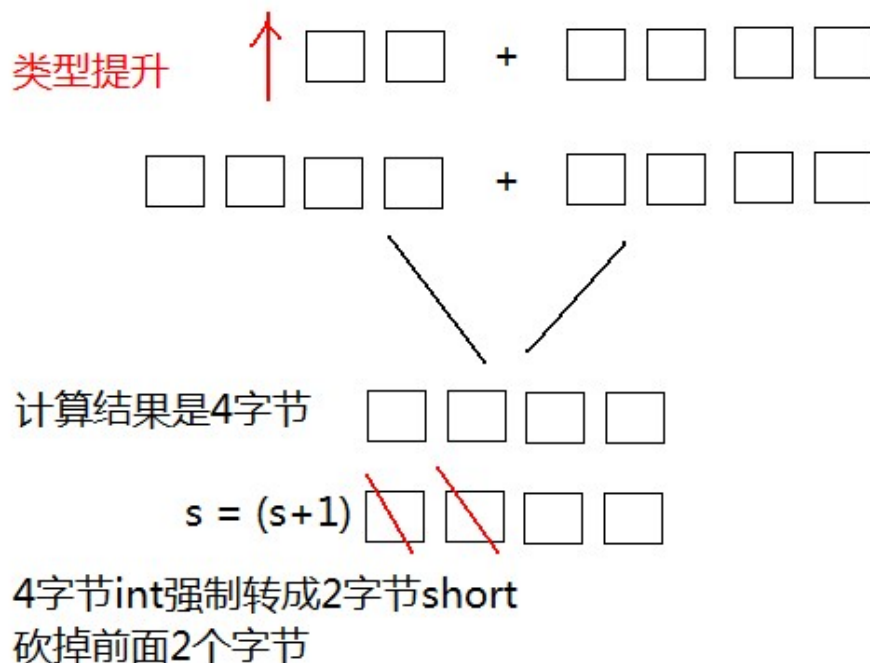 类型提升
+
+
计算结果是4字节
s = (s+1)
4字节int强制转成2字节short
砍掉前面2个字节